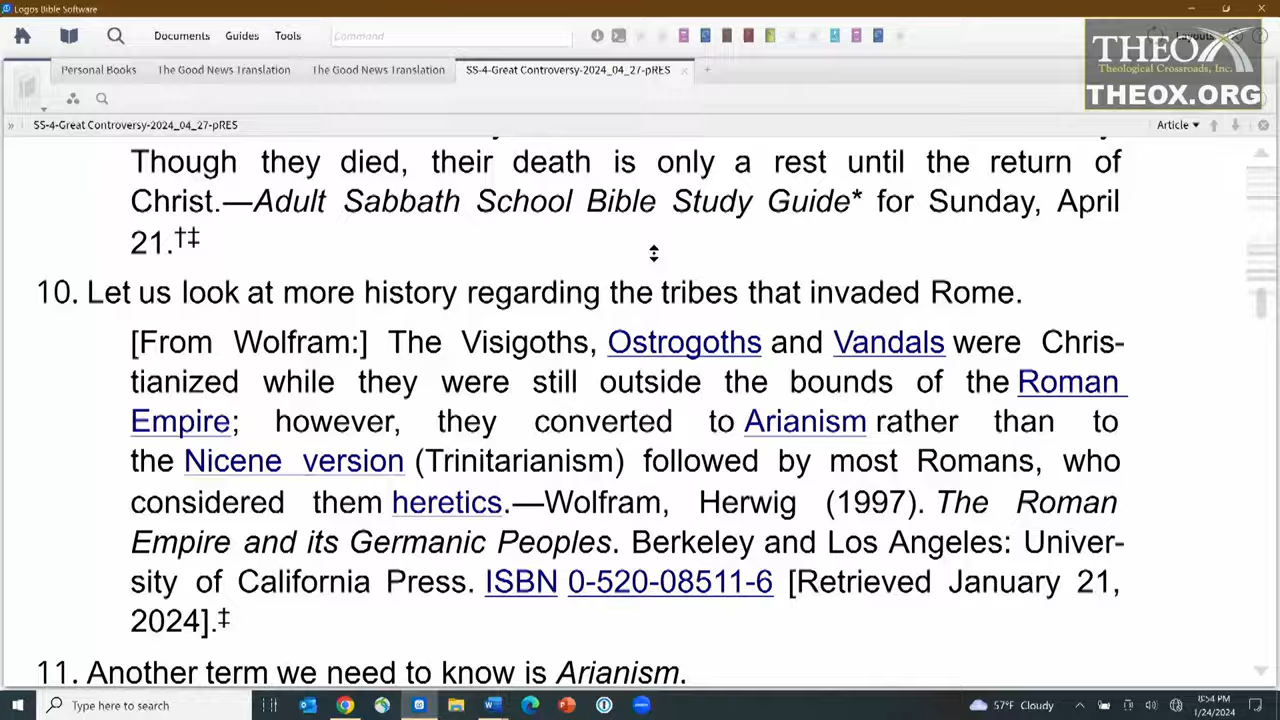 Logos Bible Software
Documents Guides Tools Command
THEOX
Theological Crossroads, Inc.
THEOX.ORG
Personal Books The Good News Translation The Good News Transla SS-4-Great Controversy-2024_04_27-pRES
SS-4-Great Controversy-2024_04_27-pRES Article
Though they died, their death is only a rest until the return of
Christ.—Adult Sabbath School Bible Study Guide* for Sunday, April
21.†‡
10. Let us look at more history regarding the tribes that invaded Rome.
[From Wolfram:] The Visigoths, Ostrogoths and Vandals were Chris-
tianized while they were still outside the bounds of the Roman
Empire; however, they converted to Arianism rather than to
the Nicene version (Trinitarianism) followed by most Romans, who
considered them heretics.—Wolfram, Herwig (1997). The Roman
Empire and its Germanic Peoples. Berkeley and Los Angeles: Univer-
sity of California Press. ISBN 0-520-08511-6 [Retrieved January 21,
2024].‡
11. Another term we need to know is Arianism.
Type here to search
57°F Cloudy
8:54 PM
1/24/2024